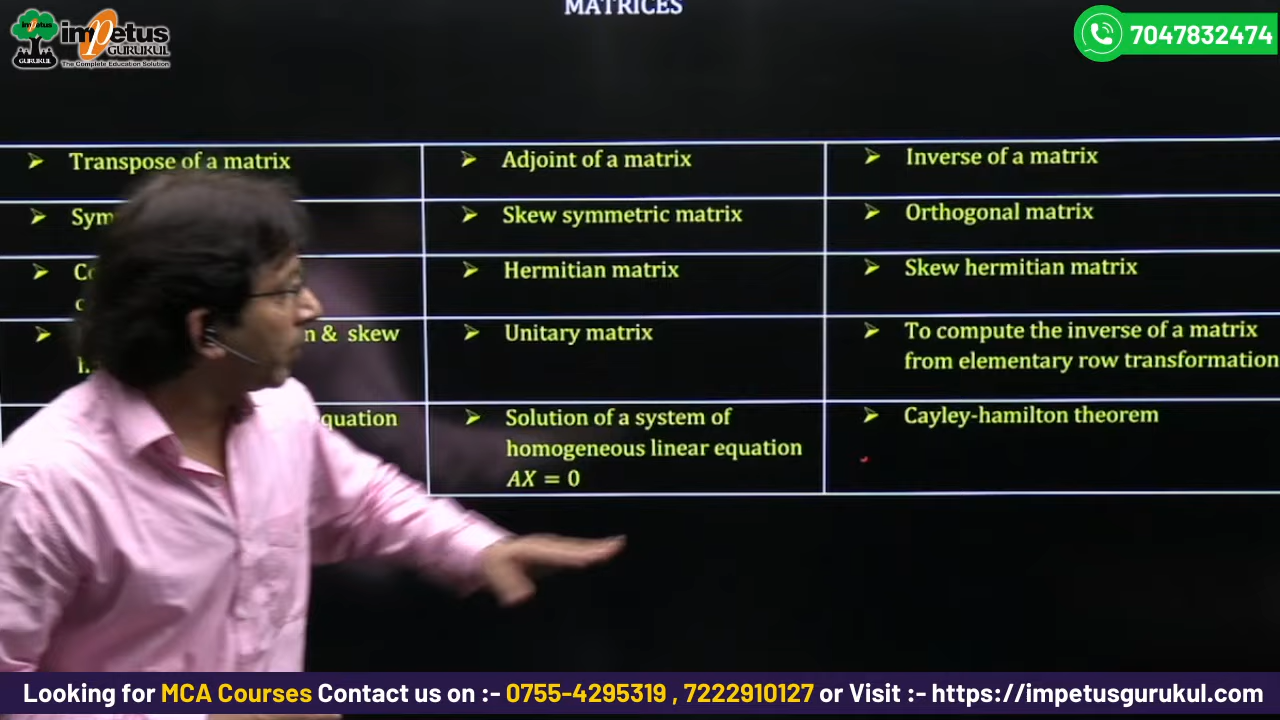 MATRICES
impetus
GURUKUL
The Complete Education Solution
impetus
GURUKUL
7047832474
➤ Transpose of a matrix
➤ Adjoint of a matrix
➤ Inverse of a matrix
➤ Sym
➤ Skew symmetric matrix
➤ Orthogonal matrix
➤
➤ Hermitian matrix
➤ Skew hermitian matrix
➤ & skew
➤ Unitary matrix
➤ To compute the inverse of a matrix
from elementary row transformation
quation
➤ Solution of a system of
homogeneous linear equation
AX = 0
➤ Cayley-hamilton theorem
Looking for MCA Courses Contact us on :- 0755-4295319 , 7222910127 or Visit :- https://impetusgurukul.com